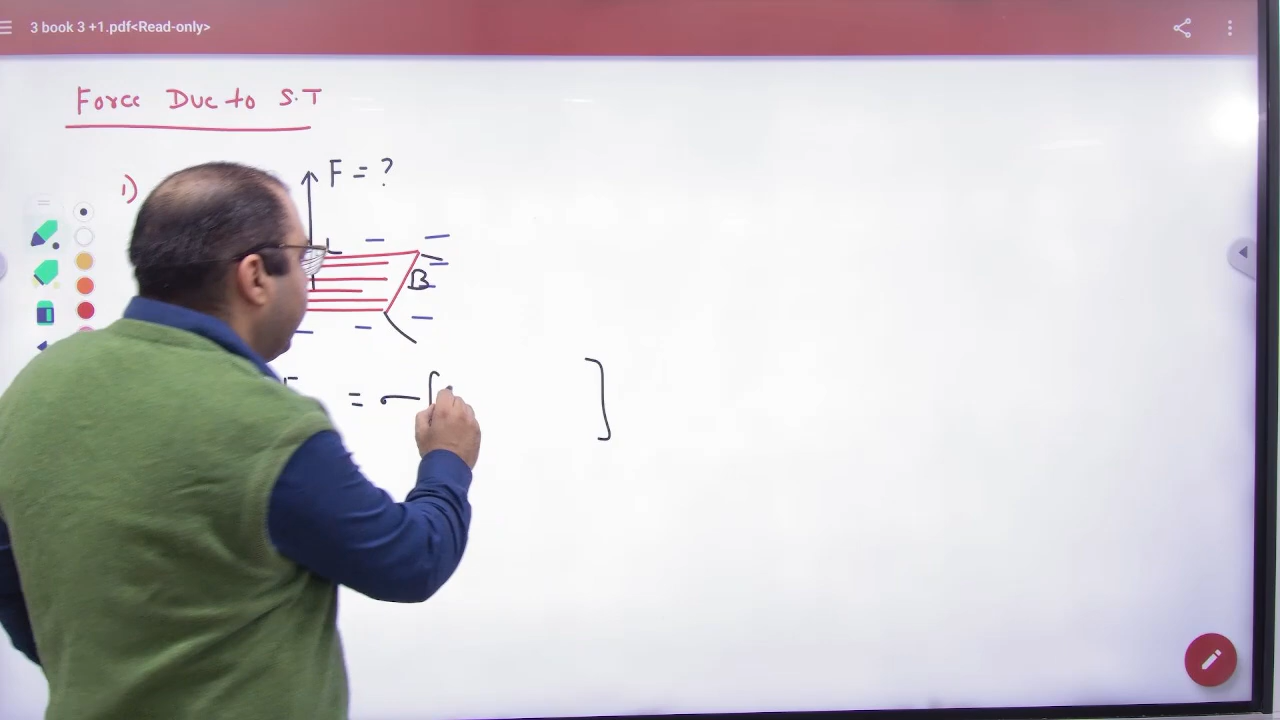 3 book 3 +1.pdf<Read-only>
Force Due to S.T
1)
F = ?
L
B
= - [ ]